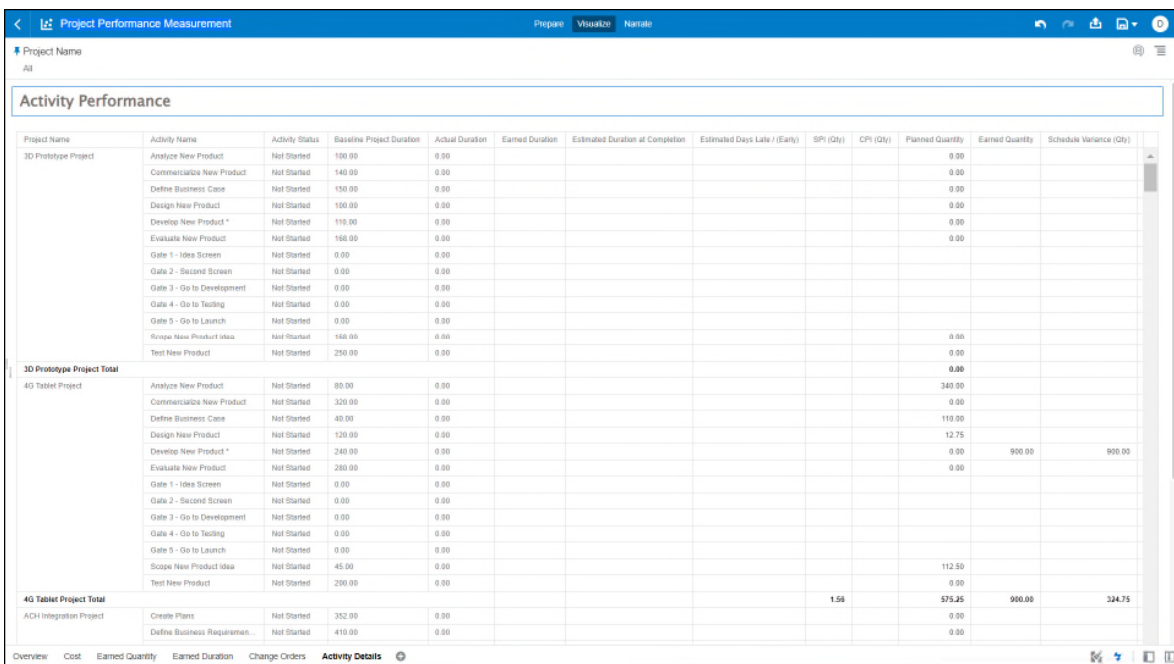 Project Performance Measurement Prepare Visualize Narrate D
Project Name
All
Activity Performance
Project Name Activity Name Activity Status Baseline Project Duration Actual Duration Earned Duration Estimated Duration at Completion Estimated Days Late / (Early) SPI (Qty) CPI (Qty) Planned Quantity Earned Quantity Schedule Variance (Qty)
3D Prototype Project Analyze New Product Not Started 100.00 0.00 0.00
Commercialize New Product Not Started 140.00 0.00 0.00
Define Business Case Not Started 150.00 0.00 0.00
Design New Product Not Started 100.00 0.00 0.00
Develop New Product * Not Started 110.00 0.00 0.00
Evaluate New Product Not Started 168.00 0.00 0.00
Gate 1 - Idea Screen Not Started 0.00 0.00
Gate 2 - Second Screen Not Started 0.00 0.00
Gate 3 - Go to Development Not Started 0.00 0.00
Gate 4 - Go to Testing Not Started 0.00 0.00
Gate 5 - Go to Launch Not Started 0.00 0.00
Scope New Product Idea Not Started 168.00 0.00 0.00
Test New Product Not Started 250.00 0.00 0.00
3D Prototype Project Total 0.00
4G Tablet Project Analyze New Product Not Started 80.00 0.00 340.00
Commercialize New Product Not Started 320.00 0.00 0.00
Define Business Case Not Started 40.00 0.00 110.00
Design New Product Not Started 120.00 0.00 12.75
Develop New Product * Not Started 240.00 0.00 0.00 900.00 900.00
Evaluate New Product Not Started 280.00 0.00 0.00
Gate 1 - Idea Screen Not Started 0.00 0.00
Gate 2 - Second Screen Not Started 0.00 0.00
Gate 3 - Go to Development Not Started 0.00 0.00
Gate 4 - Go to Testing Not Started 0.00 0.00
Gate 5 - Go to Launch Not Started 0.00 0.00
Scope New Product Idea Not Started 45.00 0.00 112.50
Test New Product Not Started 200.00 0.00 0.00
4G Tablet Project Total 1.56 575.25 900.00 324.75
ACH Integration Project Create Plans Not Started 352.00 0.00 0.00
Define Business Requiremen... Not Started 410.00 0.00 0.00
Overview Cost Earned Quantity Earned Duration Change Orders Activity Details